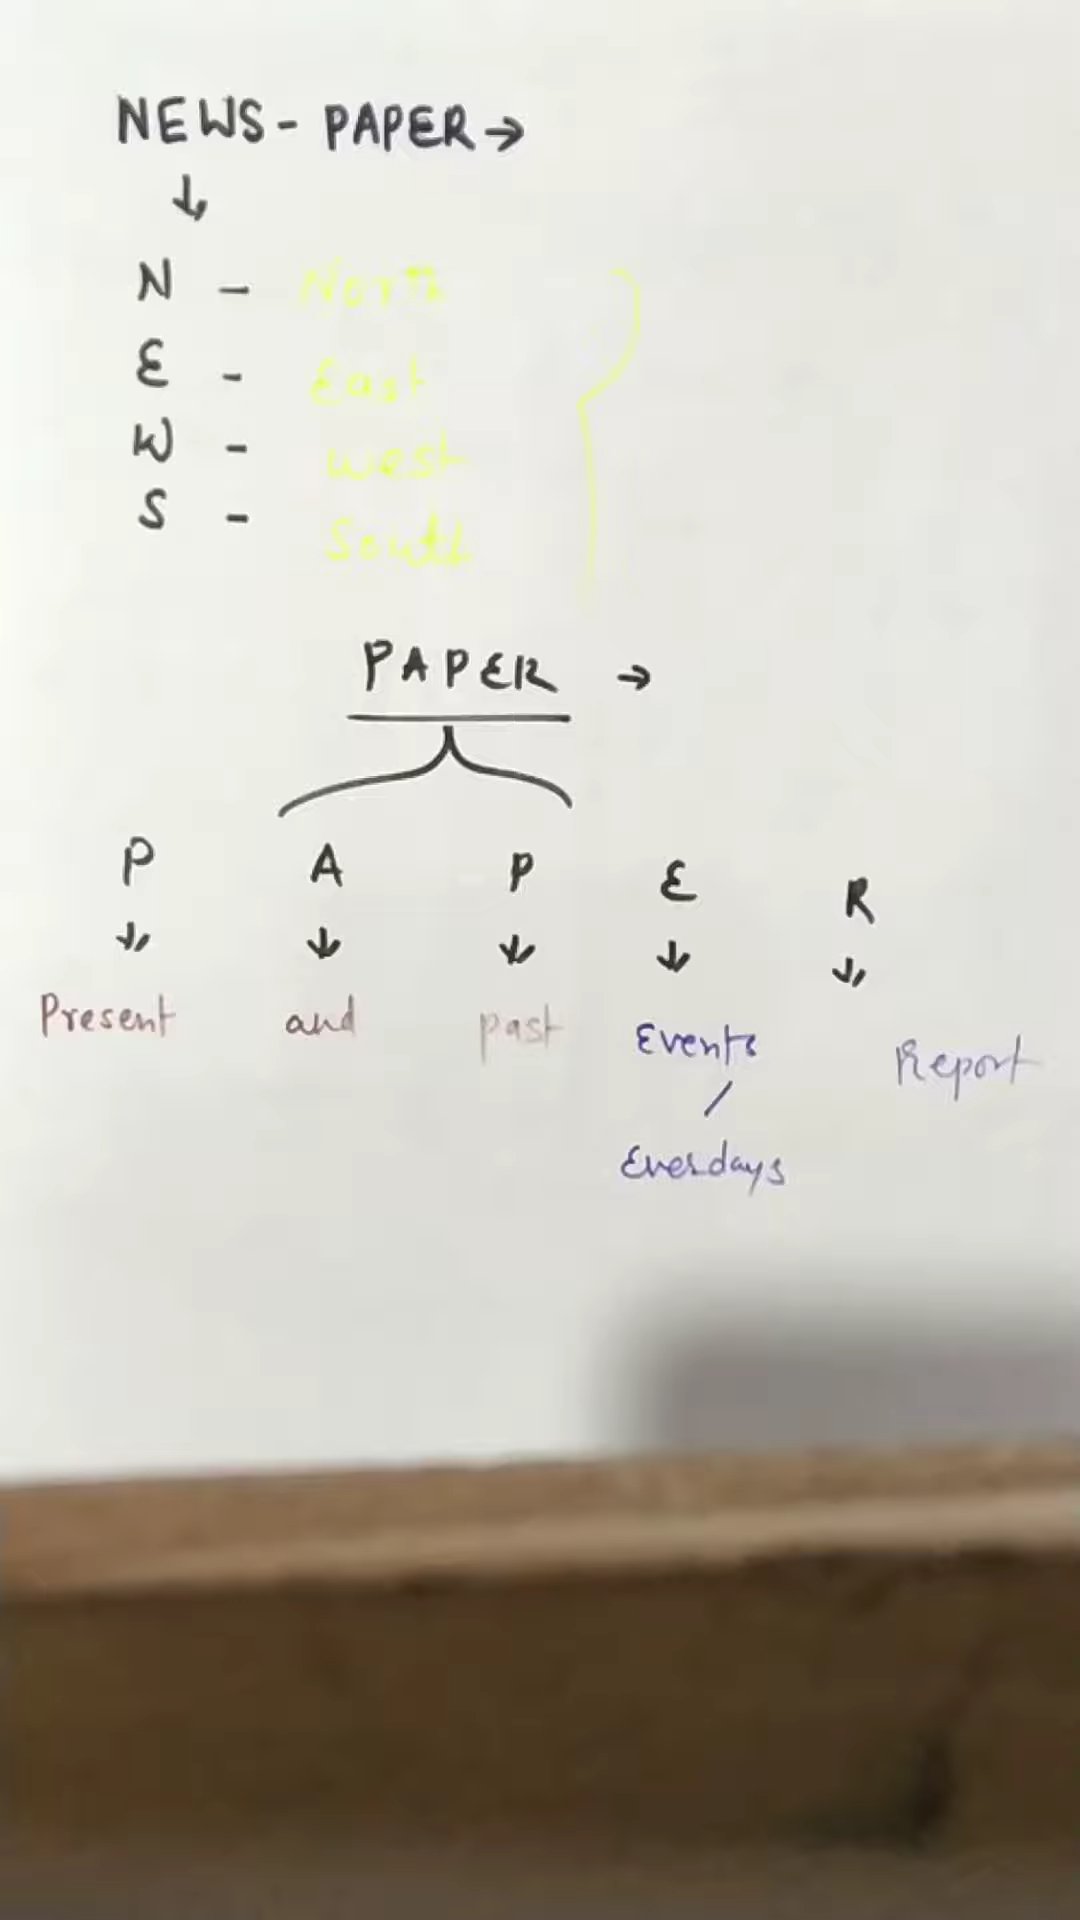 NEWS - PAPER →
↓
N - North
E - East
W - West
S - South
PAPER →
P A P E R
↓ ↓ ↓ ↓ ↓
Present and past Events Report
/
Everdays